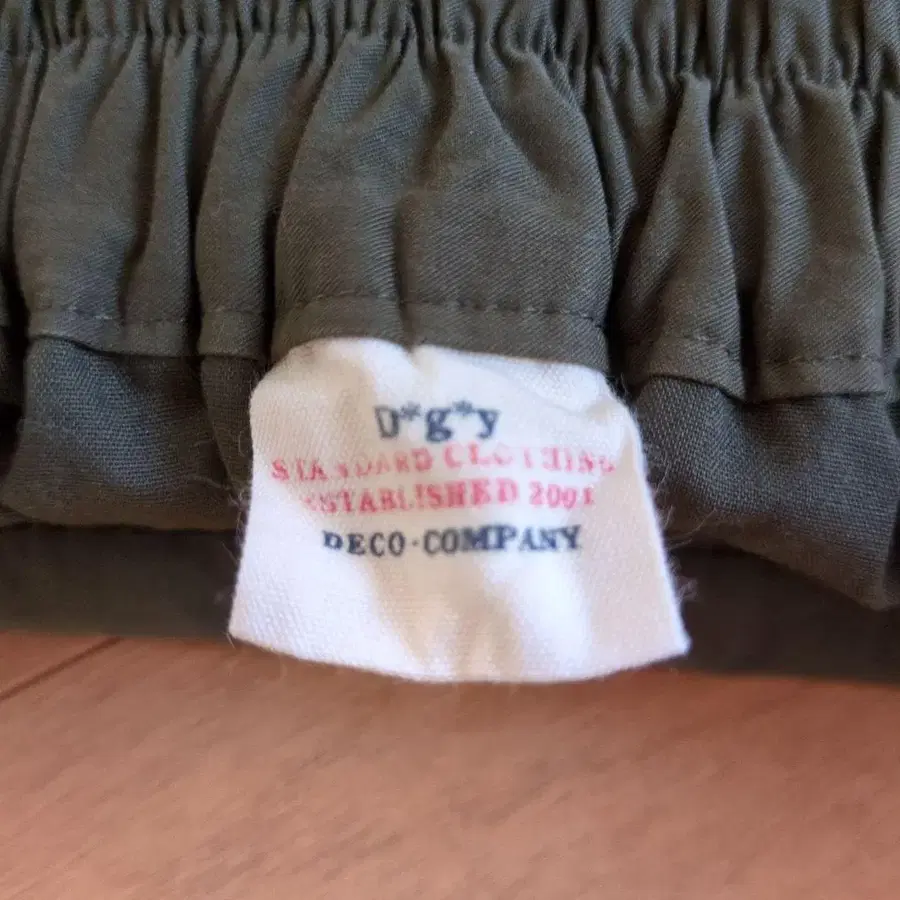 D*g*y
STANDARD CLOTHING
ESTABLISHED 2001
DECO·COMPANY